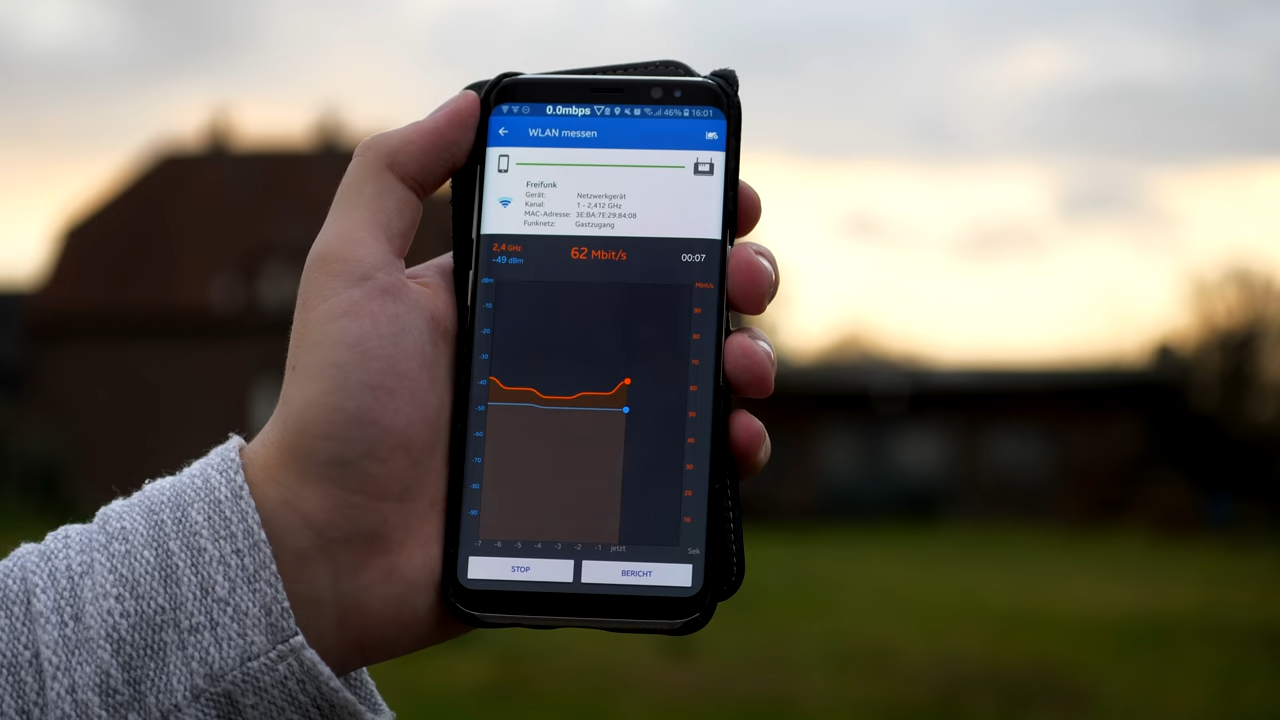 0.0mbps 46% 16:01
WLAN messen
Freifunk
Gerät: Netzwerkgerät
Kanal: 1 - 2,412 GHz
MAC-Adresse: 3E:BA:7E:29:84:08
Funknetz: Gastzugang
2,4 GHz 62 Mbit/s 00:07
-49 dBm
dBm Mbit/s
-10 90
-20 80
-30 70
-40 60
-50 50
-60 40
-70 30
-80 20
-90 10
-7 -6 -5 -4 -3 -2 -1 jetzt Sek
STOP BERICHT